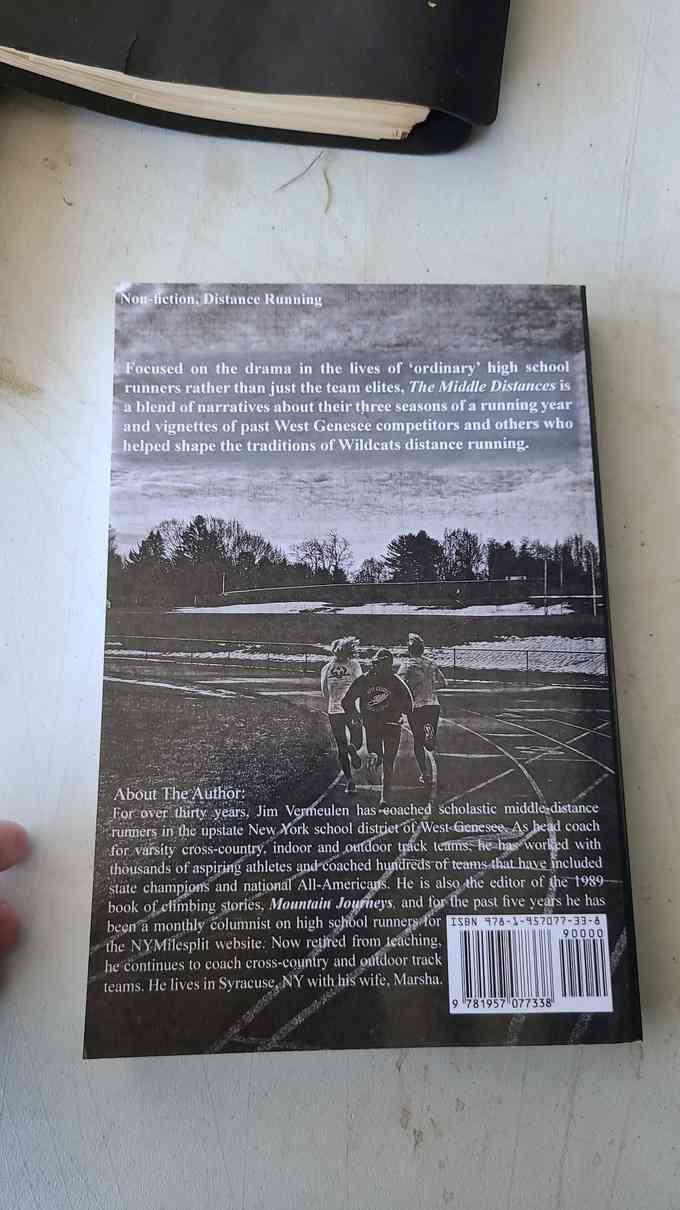 Non-fiction, Distance Running
Focused on the drama in the lives of ‘ordinary’ high school
runners rather than just the team elites, The Middle Distances is
a blend of narratives about their three seasons of a running year
and vignettes of past West Genesee competitors and others who
helped shape the traditions of Wildcats distance running.
About The Author:
For over thirty years, Jim Vermeulen has coached scholastic middle-distance
runners in the upstate New York school district of West Genesee. As head coach
for varsity cross-country, indoor and outdoor track teams, he has worked with
thousands of aspiring athletes and coached hundreds of teams that have included
state champions and national All-Americans. He is also the editor of the 1989
book of climbing stories, Mountain Journeys, and for the past five years he has
been a monthly columnist on high school runners for
the NYMilesplit website. Now retired from teaching,
he continues to coach cross-country and outdoor track
teams. He lives in Syracuse, NY with his wife, Marsha.
ISBN 978-1-957077-33-8
90000
9 781957 077338